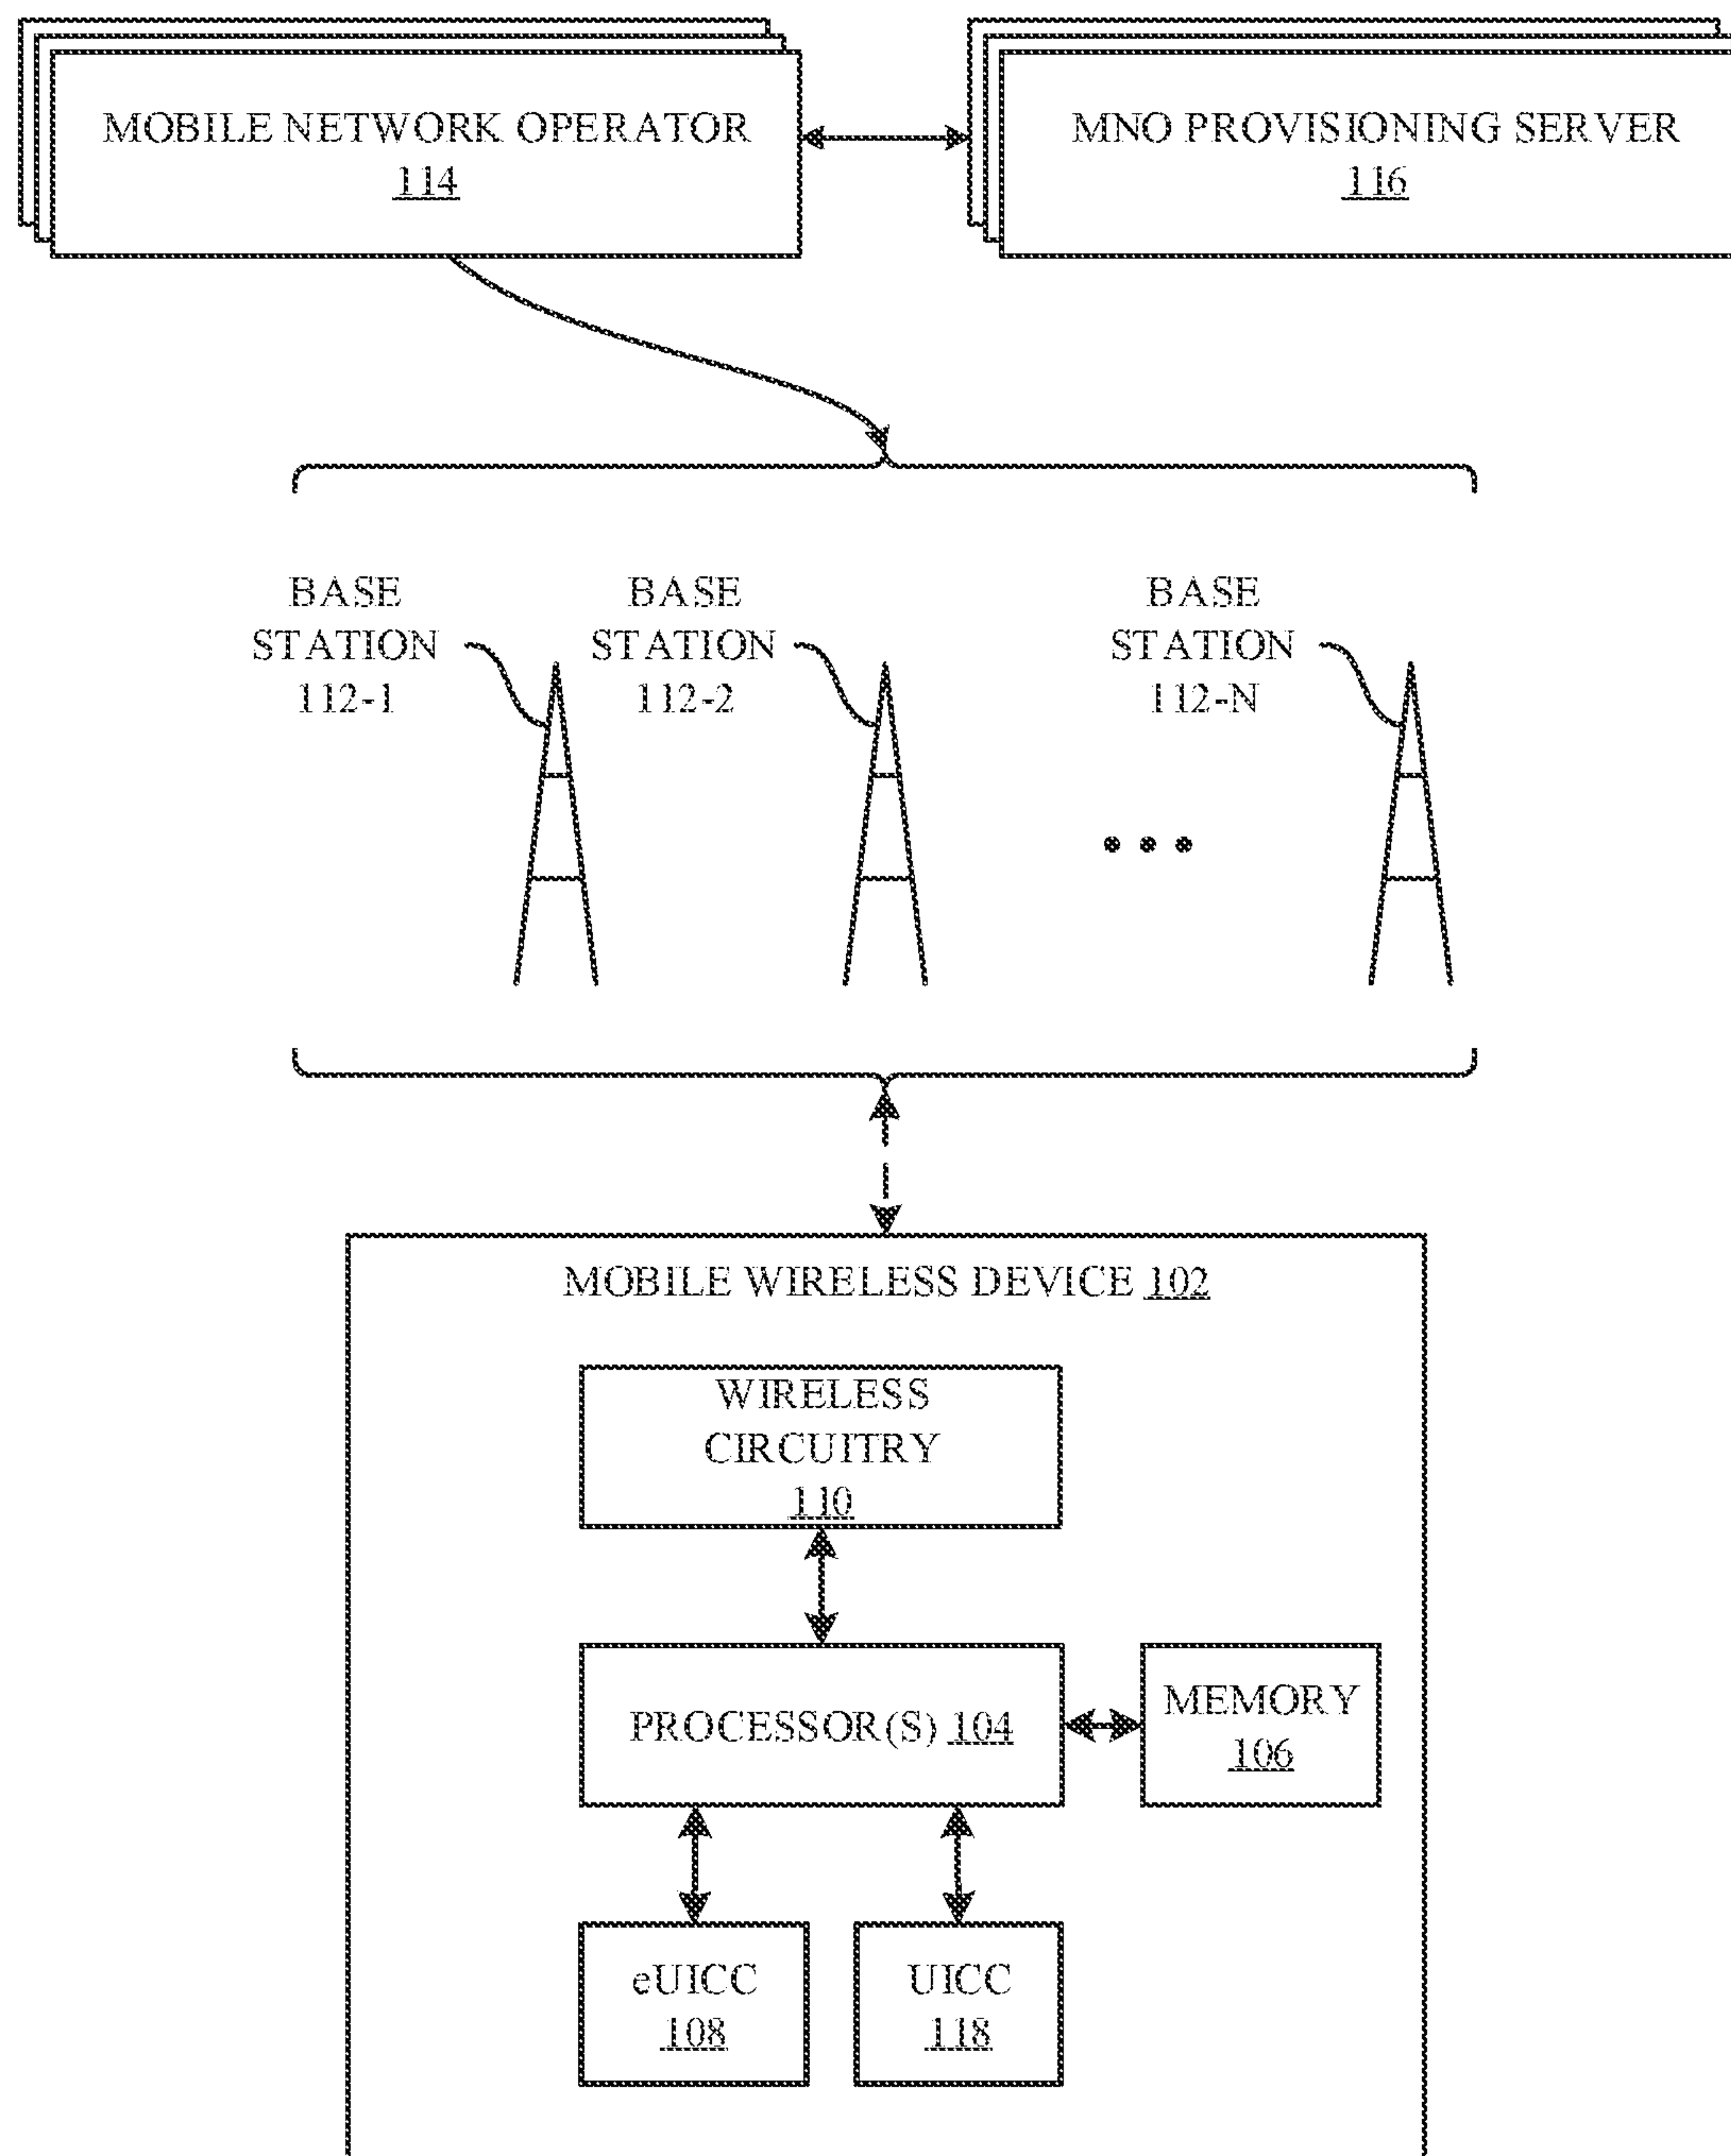 MOBILE NETWORK OPERATOR
114
MNO PROVISIONING SERVER
116
BASE
STATION
112-1
BASE
STATION
112-2
BASE
STATION
112-N
MOBILE WIRELESS DEVICE 102
WIRELESS
CIRCUITRY
110
PROCESSOR(S) 104
MEMORY
106
eUICC
108
UICC
118